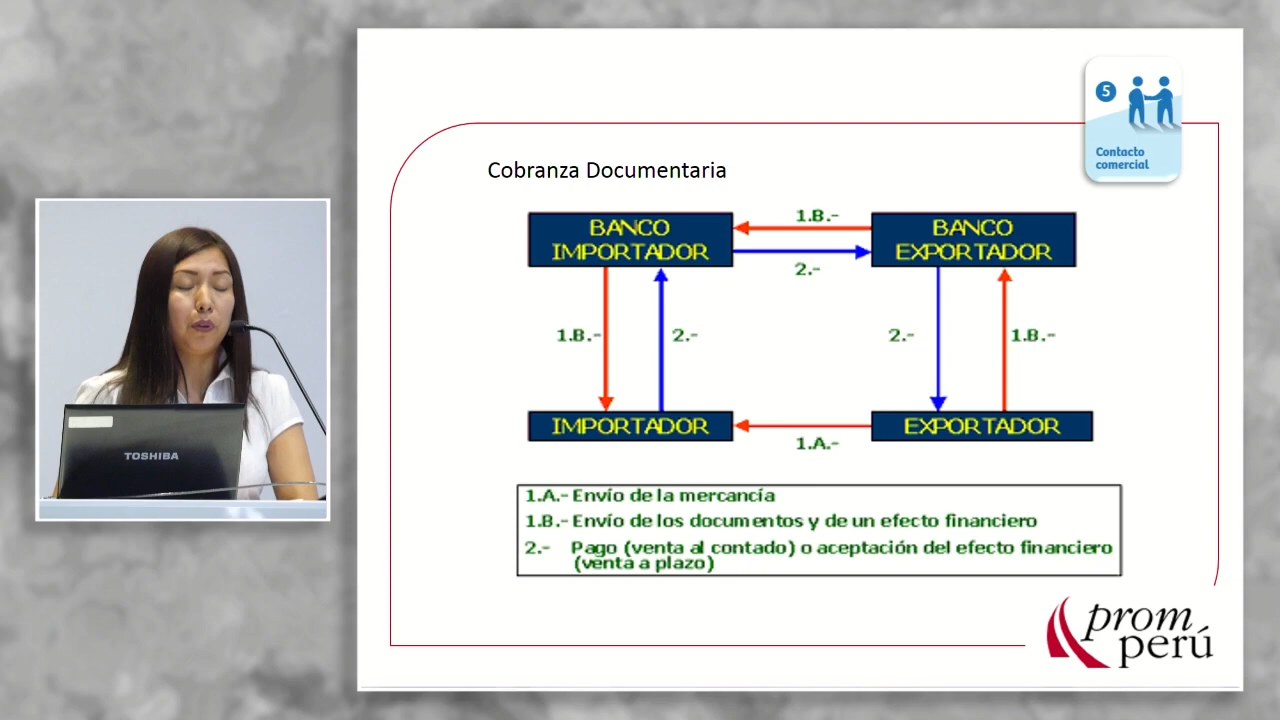 5
Contacto
comercial
Cobranza Documentaria
BANCO
IMPORTADOR
1.B.-
2.-
BANCO
EXPORTADOR
1.B.-
2.-
2.-
1.B.-
IMPORTADOR
1.A.-
EXPORTADOR
1.A.- Envío de la mercancía
1.B.- Envío de los documentos y de un efecto financiero
2.- Pago (venta al contado) o aceptación del efecto financiero
(venta a plazo)
TOSHIBA
prom
perú